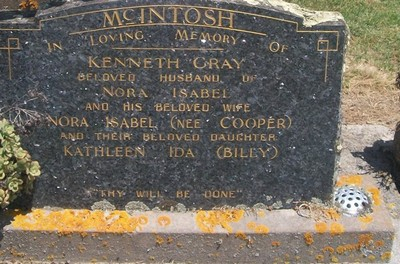 McINTOSH
IN LOVING MEMORY OF
KENNETH GRAY
BELOVED HUSBAND OF
NORA ISABEL
AND HIS BELOVED WIFE
NORA ISABEL (NEE COOPER)
AND THEIR BELOVED DAUGHTER
KATHLEEN IDA (BILLY)
"THY WILL BE DONE"